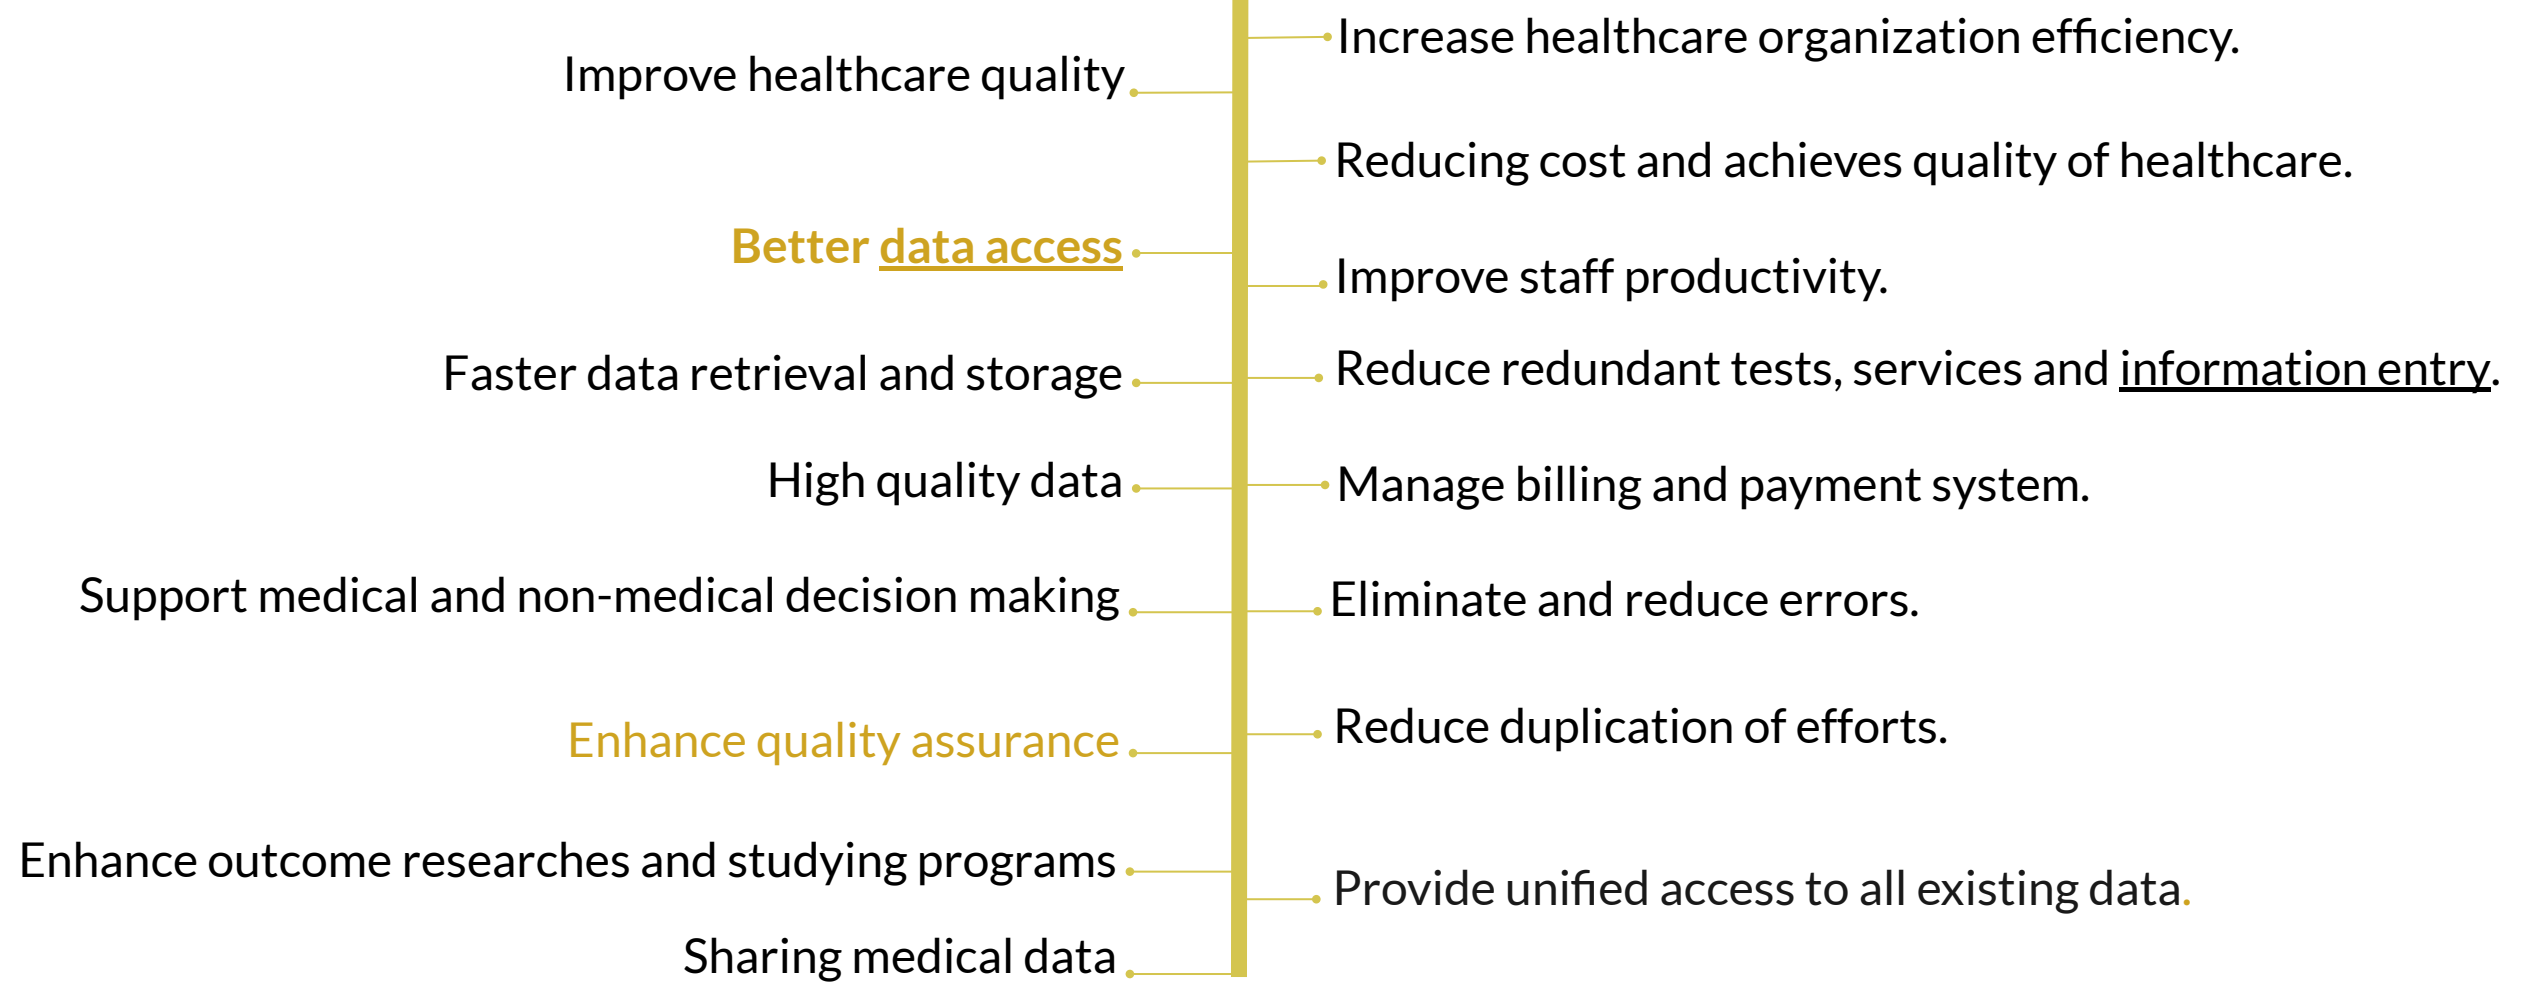 Improve healthcare quality
Better data access
Faster data retrieval and storage
High quality data
Support medical and non-medical decision making
Enhance quality assurance
Enhance outcome researches and studying programs
Sharing medical data
Increase healthcare organization efficiency.
Reducing cost and achieves quality of healthcare.
Improve staff productivity.
Reduce redundant tests, services and information entry.
Manage billing and payment system.
Eliminate and reduce errors.
Reduce duplication of efforts.
Provide unified access to all existing data.